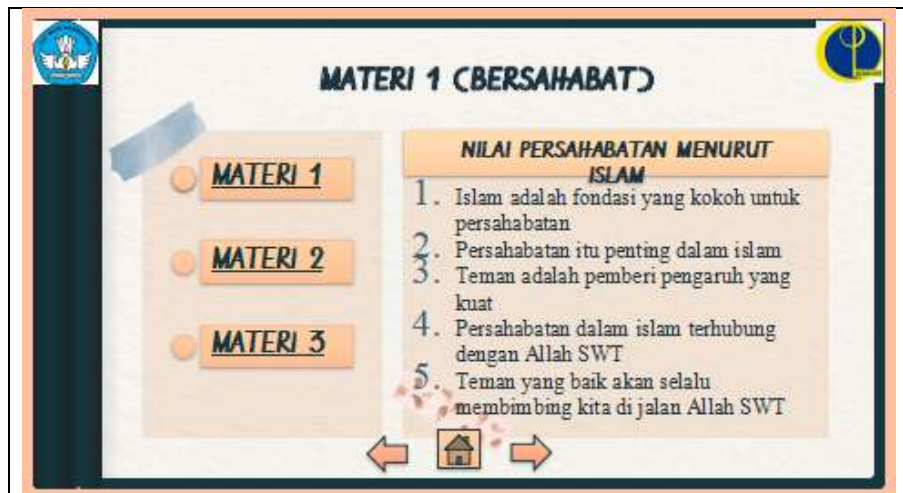 MATERI 1 (BERSAHABAT)
MATERI 1
MATERI 2
MATERI 3
NILAI PERSAHABATAN MENURUT
ISLAM
1. Islam adalah fondasi yang kokoh untuk
persahabatan
2. Persahabatan itu penting dalam islam
3. Teman adalah pemberi pengaruh yang
kuat
4. Persahabatan dalam islam terhubung
dengan Allah SWT
5. Teman yang baik akan selalu
membimbing kita di jalan Allah SWT